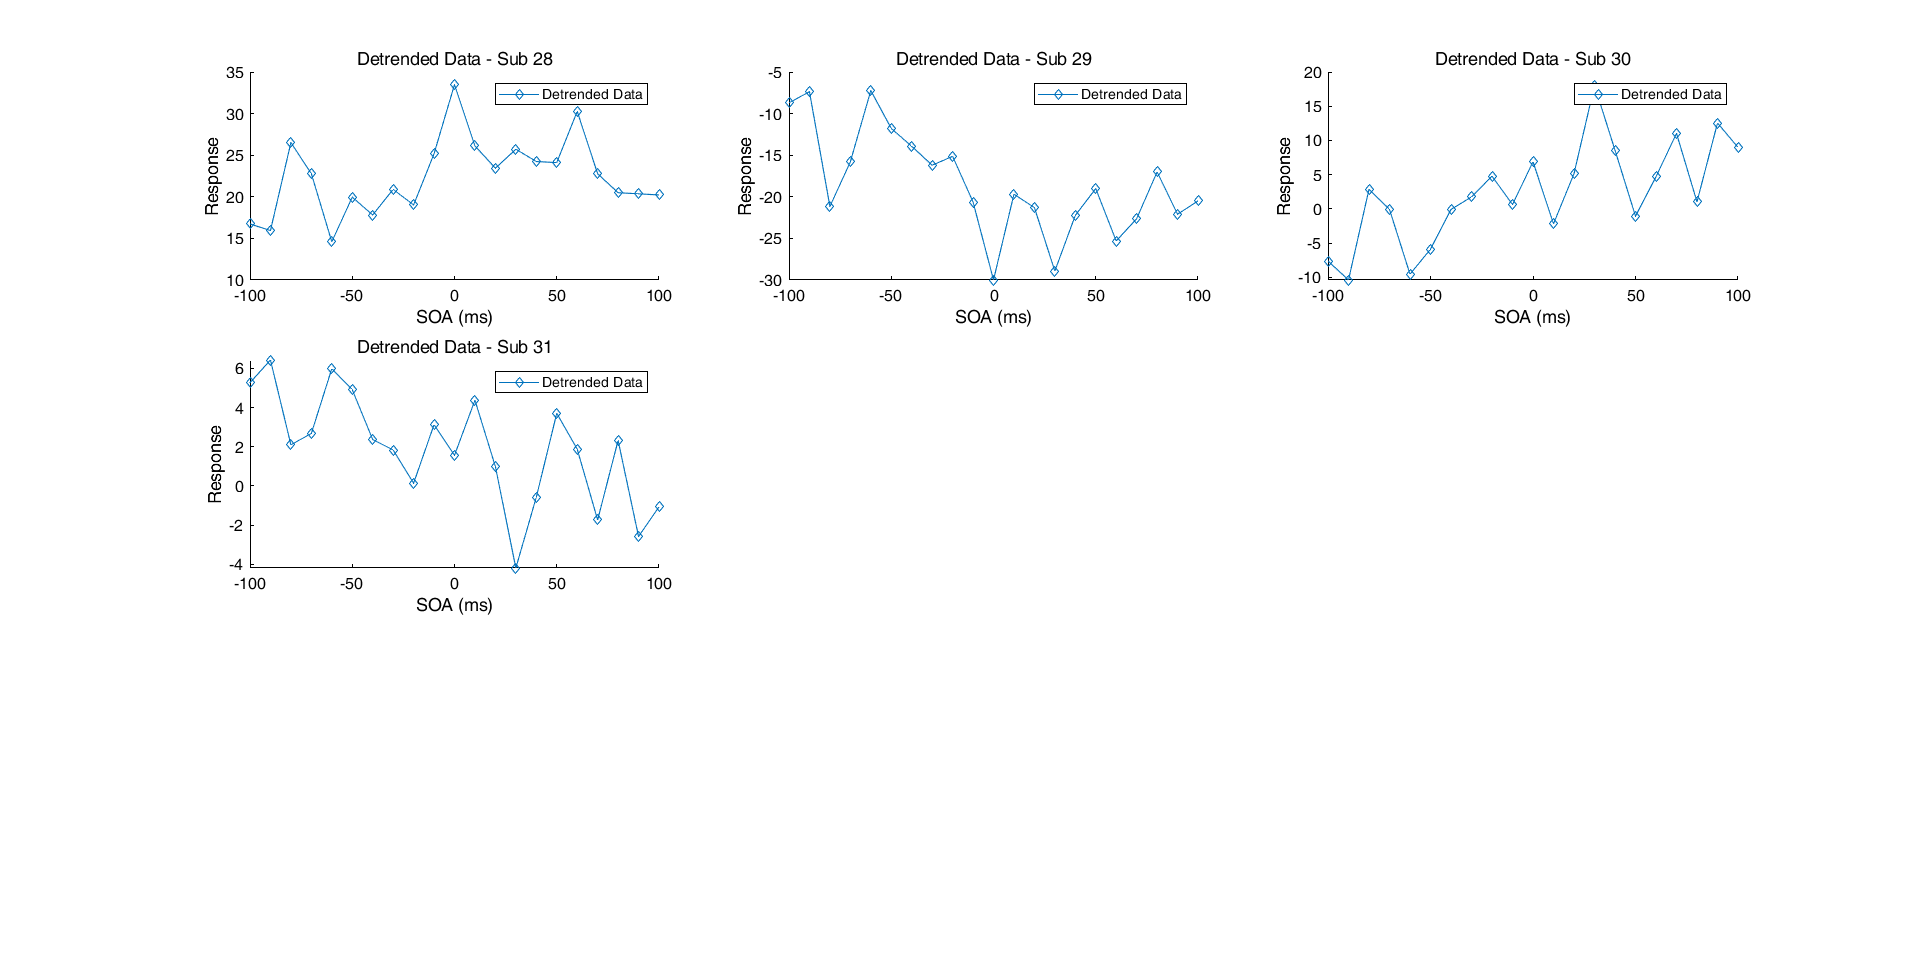 Detrended Data - Sub 28
35
30
25
20
15
10
Response
Detrended Data
-100 -50 0 50 100
SOA (ms)
Detrended Data - Sub 29
-5
-10
-15
-20
-25
-30
Response
Detrended Data
-100 -50 0 50 100
SOA (ms)
Detrended Data - Sub 30
20
15
10
5
0
-5
-10
Response
Detrended Data
-100 -50 0 50 100
SOA (ms)
Detrended Data - Sub 31
6
4
2
0
-2
-4
Response
Detrended Data
-100 -50 0 50 100
SOA (ms)